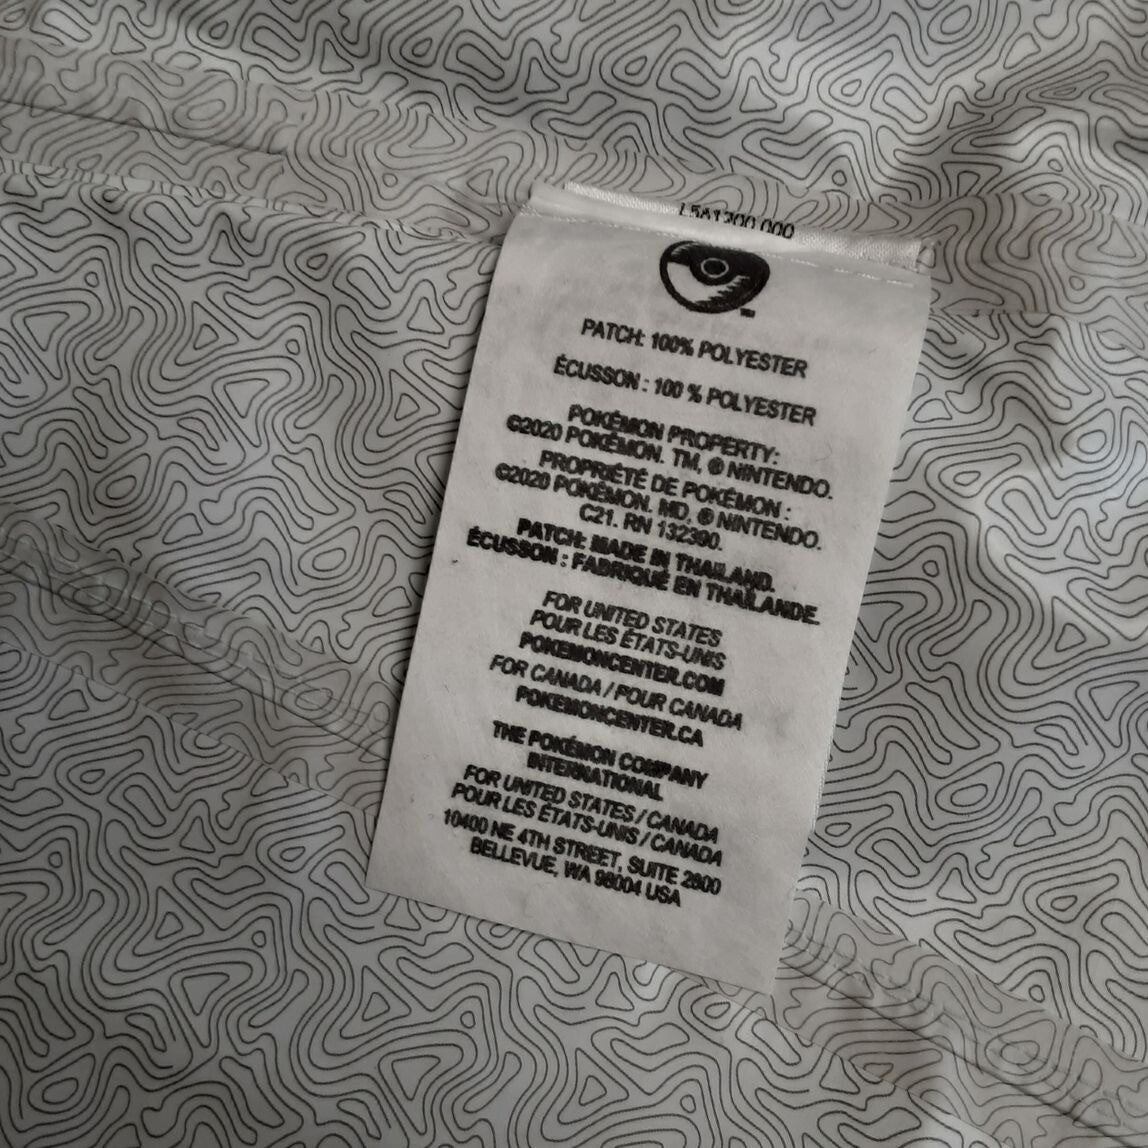 L5A1300.000
PATCH: 100% POLYESTER
ÉCUSSON : 100 % POLYESTER
POKÉMON PROPERTY:
©2020 POKÉMON. TM, ® NINTENDO.
PROPRIÉTÉ DE POKÉMON :
©2020 POKÉMON. MD, ® NINTENDO.
C21. RN 132390.
PATCH: MADE IN THAILAND.
ÉCUSSON : FABRIQUÉ EN THAÏLANDE.
FOR UNITED STATES
POUR LES ÉTATS-UNIS
POKEMONCENTER.COM
FOR CANADA / POUR CANADA
POKEMONCENTER.CA
THE POKÉMON COMPANY
INTERNATIONAL
FOR UNITED STATES / CANADA
POUR LES ÉTATS-UNIS / CANADA
10400 NE 4TH STREET, SUITE 2800
BELLEVUE, WA 98004 USA